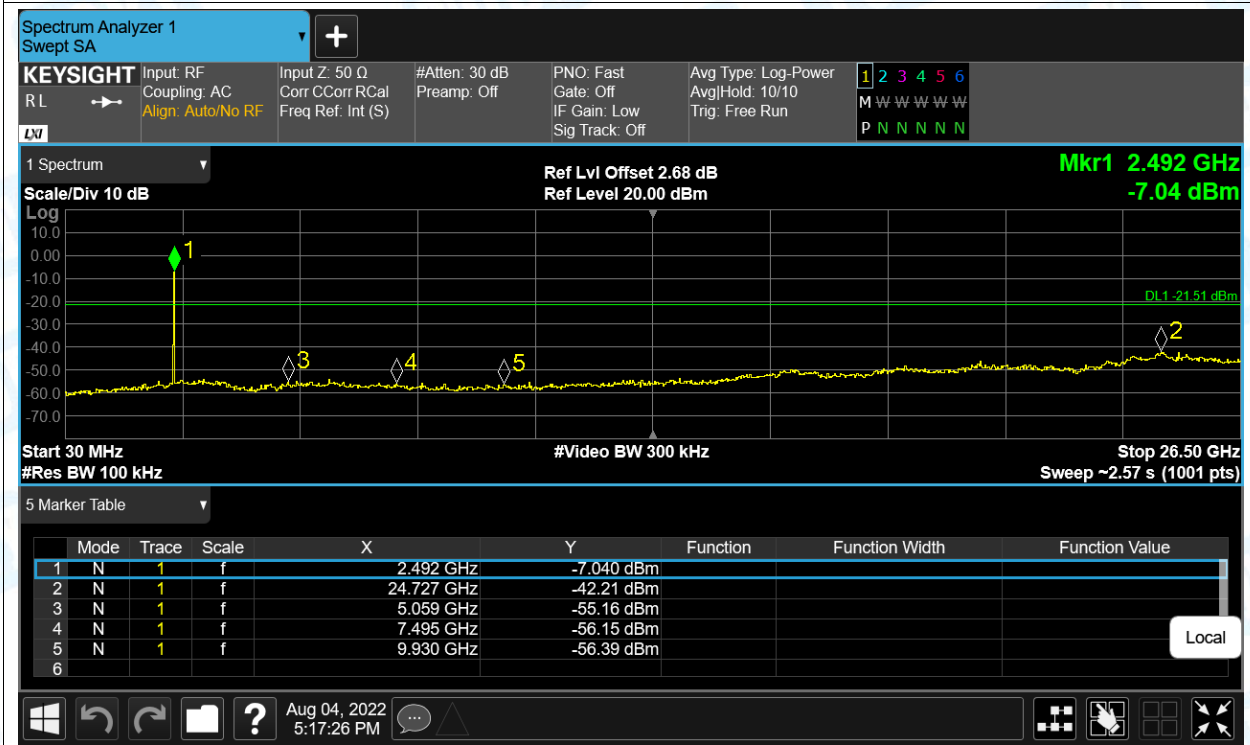 Spectrum Analyzer 1
Swept SA
KEYSIGHT Input: RF Input Z: 50 Ω #Atten: 30 dB PNO: Fast Avg Type: Log-Power 1 2 3 4 5 6
R L Coupling: AC Corr CCorr RCal Preamp: Off Gate: Off Avg|Hold: 10/10 M W W W W W
Align: Auto/No RF Freq Ref: Int (S) IF Gain: Low Trig: Free Run
LXI Sig Track: Off P N N N N N
1 Spectrum Ref Lvl Offset 2.68 dB Mkr1 2.492 GHz
Scale/Div 10 dB Ref Level 20.00 dBm -7.04 dBm
Log
10.0
0.00 1
-10.0
-20.0 DL1 -21.51 dBm
-30.0
-40.0 2
-50.0 3 4 5
-60.0
-70.0
Start 30 MHz #Video BW 300 kHz Stop 26.50 GHz
#Res BW 100 kHz Sweep ~2.57 s (1001 pts)
5 Marker Table
Mode Trace Scale X Y Function Function Width Function Value
1 N 1 f 2.492 GHz -7.040 dBm
2 N 1 f 24.727 GHz -42.21 dBm
3 N 1 f 5.059 GHz -55.16 dBm
4 N 1 f 7.495 GHz -56.15 dBm
5 N 1 f 9.930 GHz -56.39 dBm
6
Local
? Aug 04, 2022
5:17:26 PM